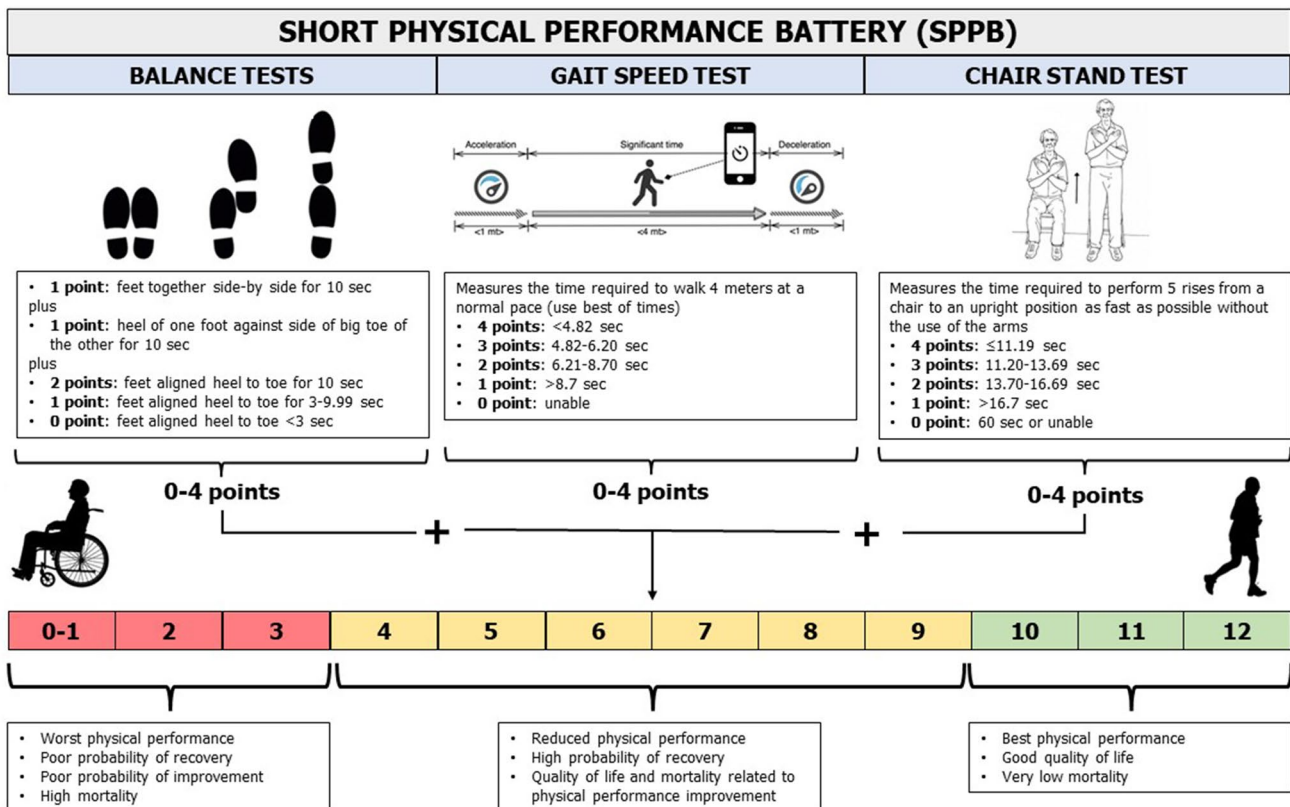 SHORT PHYSICAL PERFORMANCE BATTERY (SPPB)
BALANCE TESTS
GAIT SPEED TEST
CHAIR STAND TEST
Acceleration
Significant time
Deceleration
<1 mt>
<4 mt>
<1 mt>
• 1 point: feet together side-by side for 10 sec
plus
• 1 point: heel of one foot against side of big toe of
the other for 10 sec
plus
• 2 points: feet aligned heel to toe for 10 sec
• 1 point: feet aligned heel to toe for 3-9.99 sec
• 0 point: feet aligned heel to toe <3 sec
Measures the time required to walk 4 meters at a
normal pace (use best of times)
• 4 points: <4.82 sec
• 3 points: 4.82-6.20 sec
• 2 points: 6.21-8.70 sec
• 1 point: >8.7 sec
• 0 point: unable
Measures the time required to perform 5 rises from a
chair to an upright position as fast as possible without
the use of the arms
• 4 points: ≤11.19 sec
• 3 points: 11.20-13.69 sec
• 2 points: 13.70-16.69 sec
• 1 point: >16.7 sec
• 0 point: 60 sec or unable
0-4 points
0-4 points
0-4 points
+
+
0-1 2 3 4 5 6 7 8 9 10 11 12
• Worst physical performance
• Poor probability of recovery
• Poor probability of improvement
• High mortality
• Reduced physical performance
• High probability of recovery
• Quality of life and mortality related to
physical performance improvement
• Best physical performance
• Good quality of life
• Very low mortality